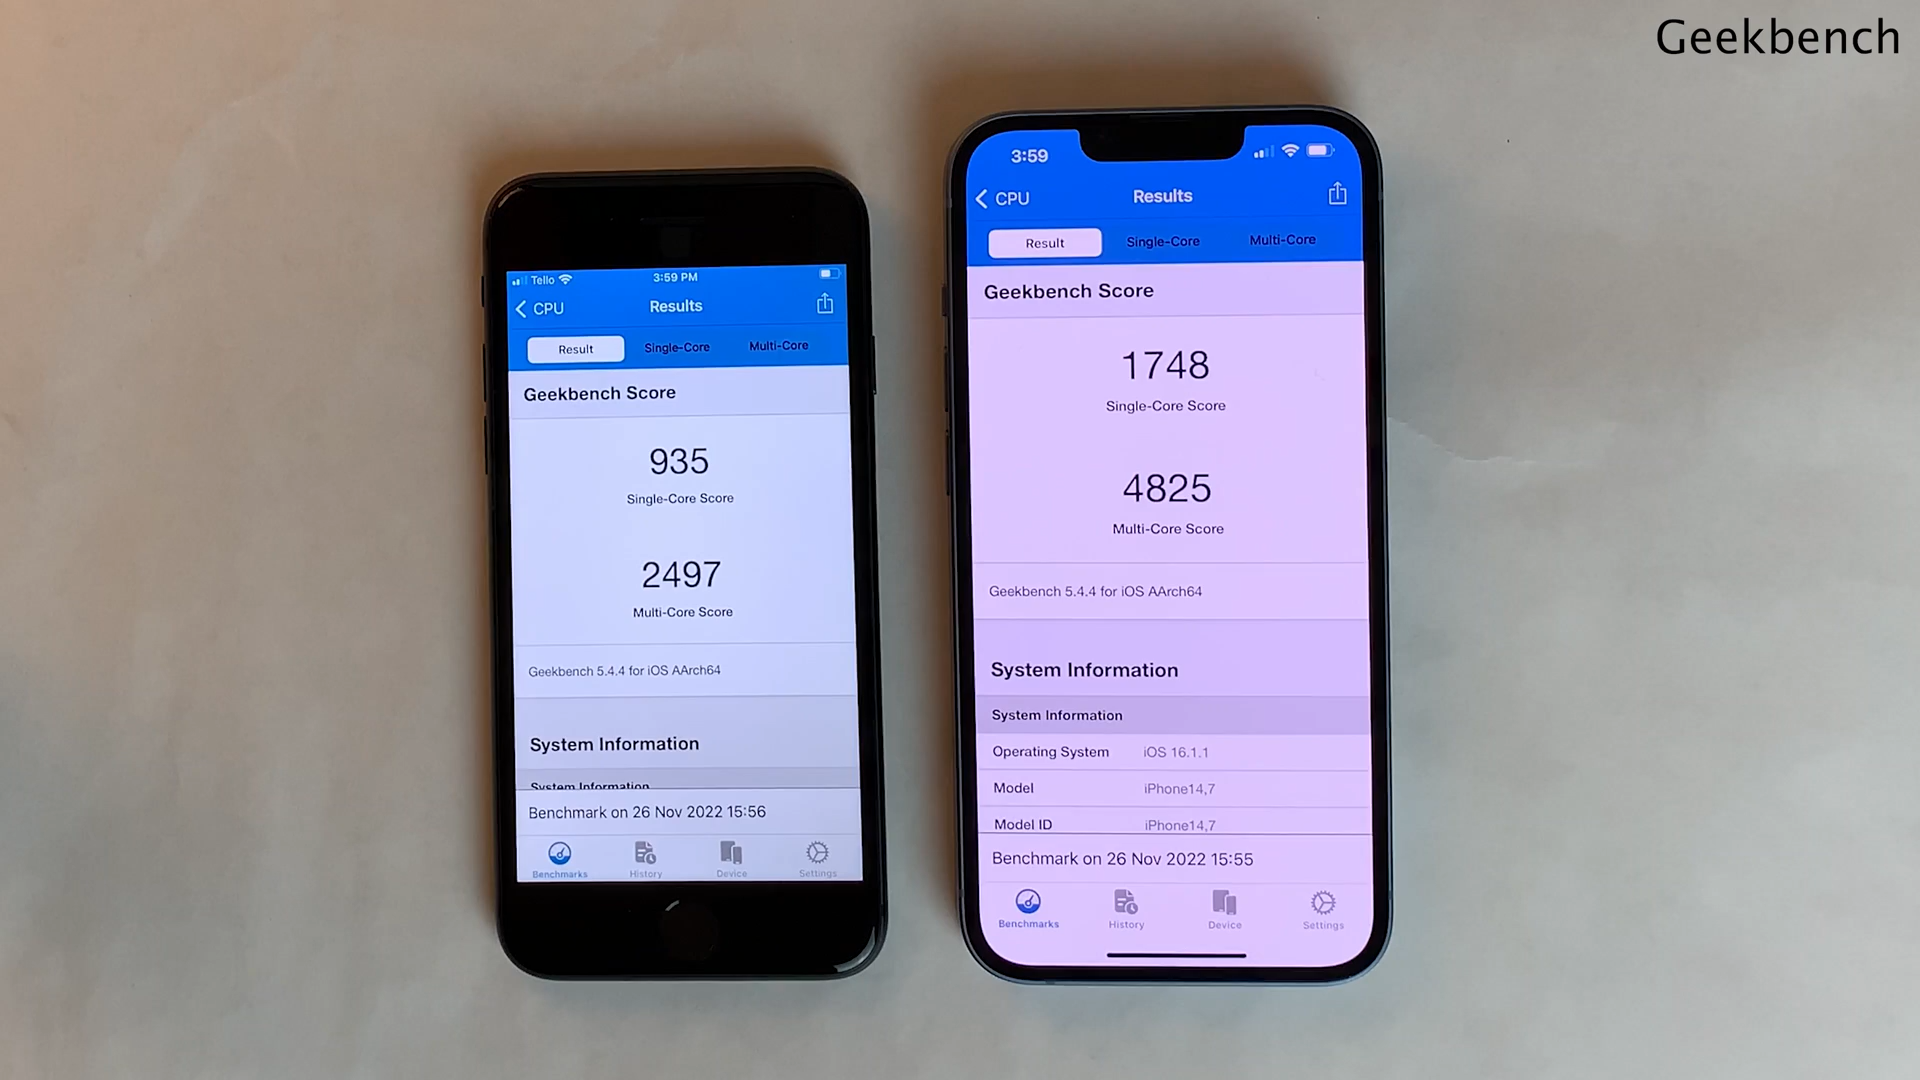 Geekbench
Tello
3:59 PM
CPU
Results
Result
Single-Core
Multi-Core
Geekbench Score
935
Single-Core Score
2497
Multi-Core Score
Geekbench 5.4.4 for iOS AArch64
System Information
System Information
Benchmark on 26 Nov 2022 15:56
Benchmarks
History
Device
Settings
3:59
CPU
Results
Result
Single-Core
Multi-Core
Geekbench Score
1748
Single-Core Score
4825
Multi-Core Score
Geekbench 5.4.4 for iOS AArch64
System Information
System Information
Operating System iOS 16.1.1
Model iPhone14,7
Model ID iPhone14,7
Benchmark on 26 Nov 2022 15:55
Benchmarks
History
Device
Settings